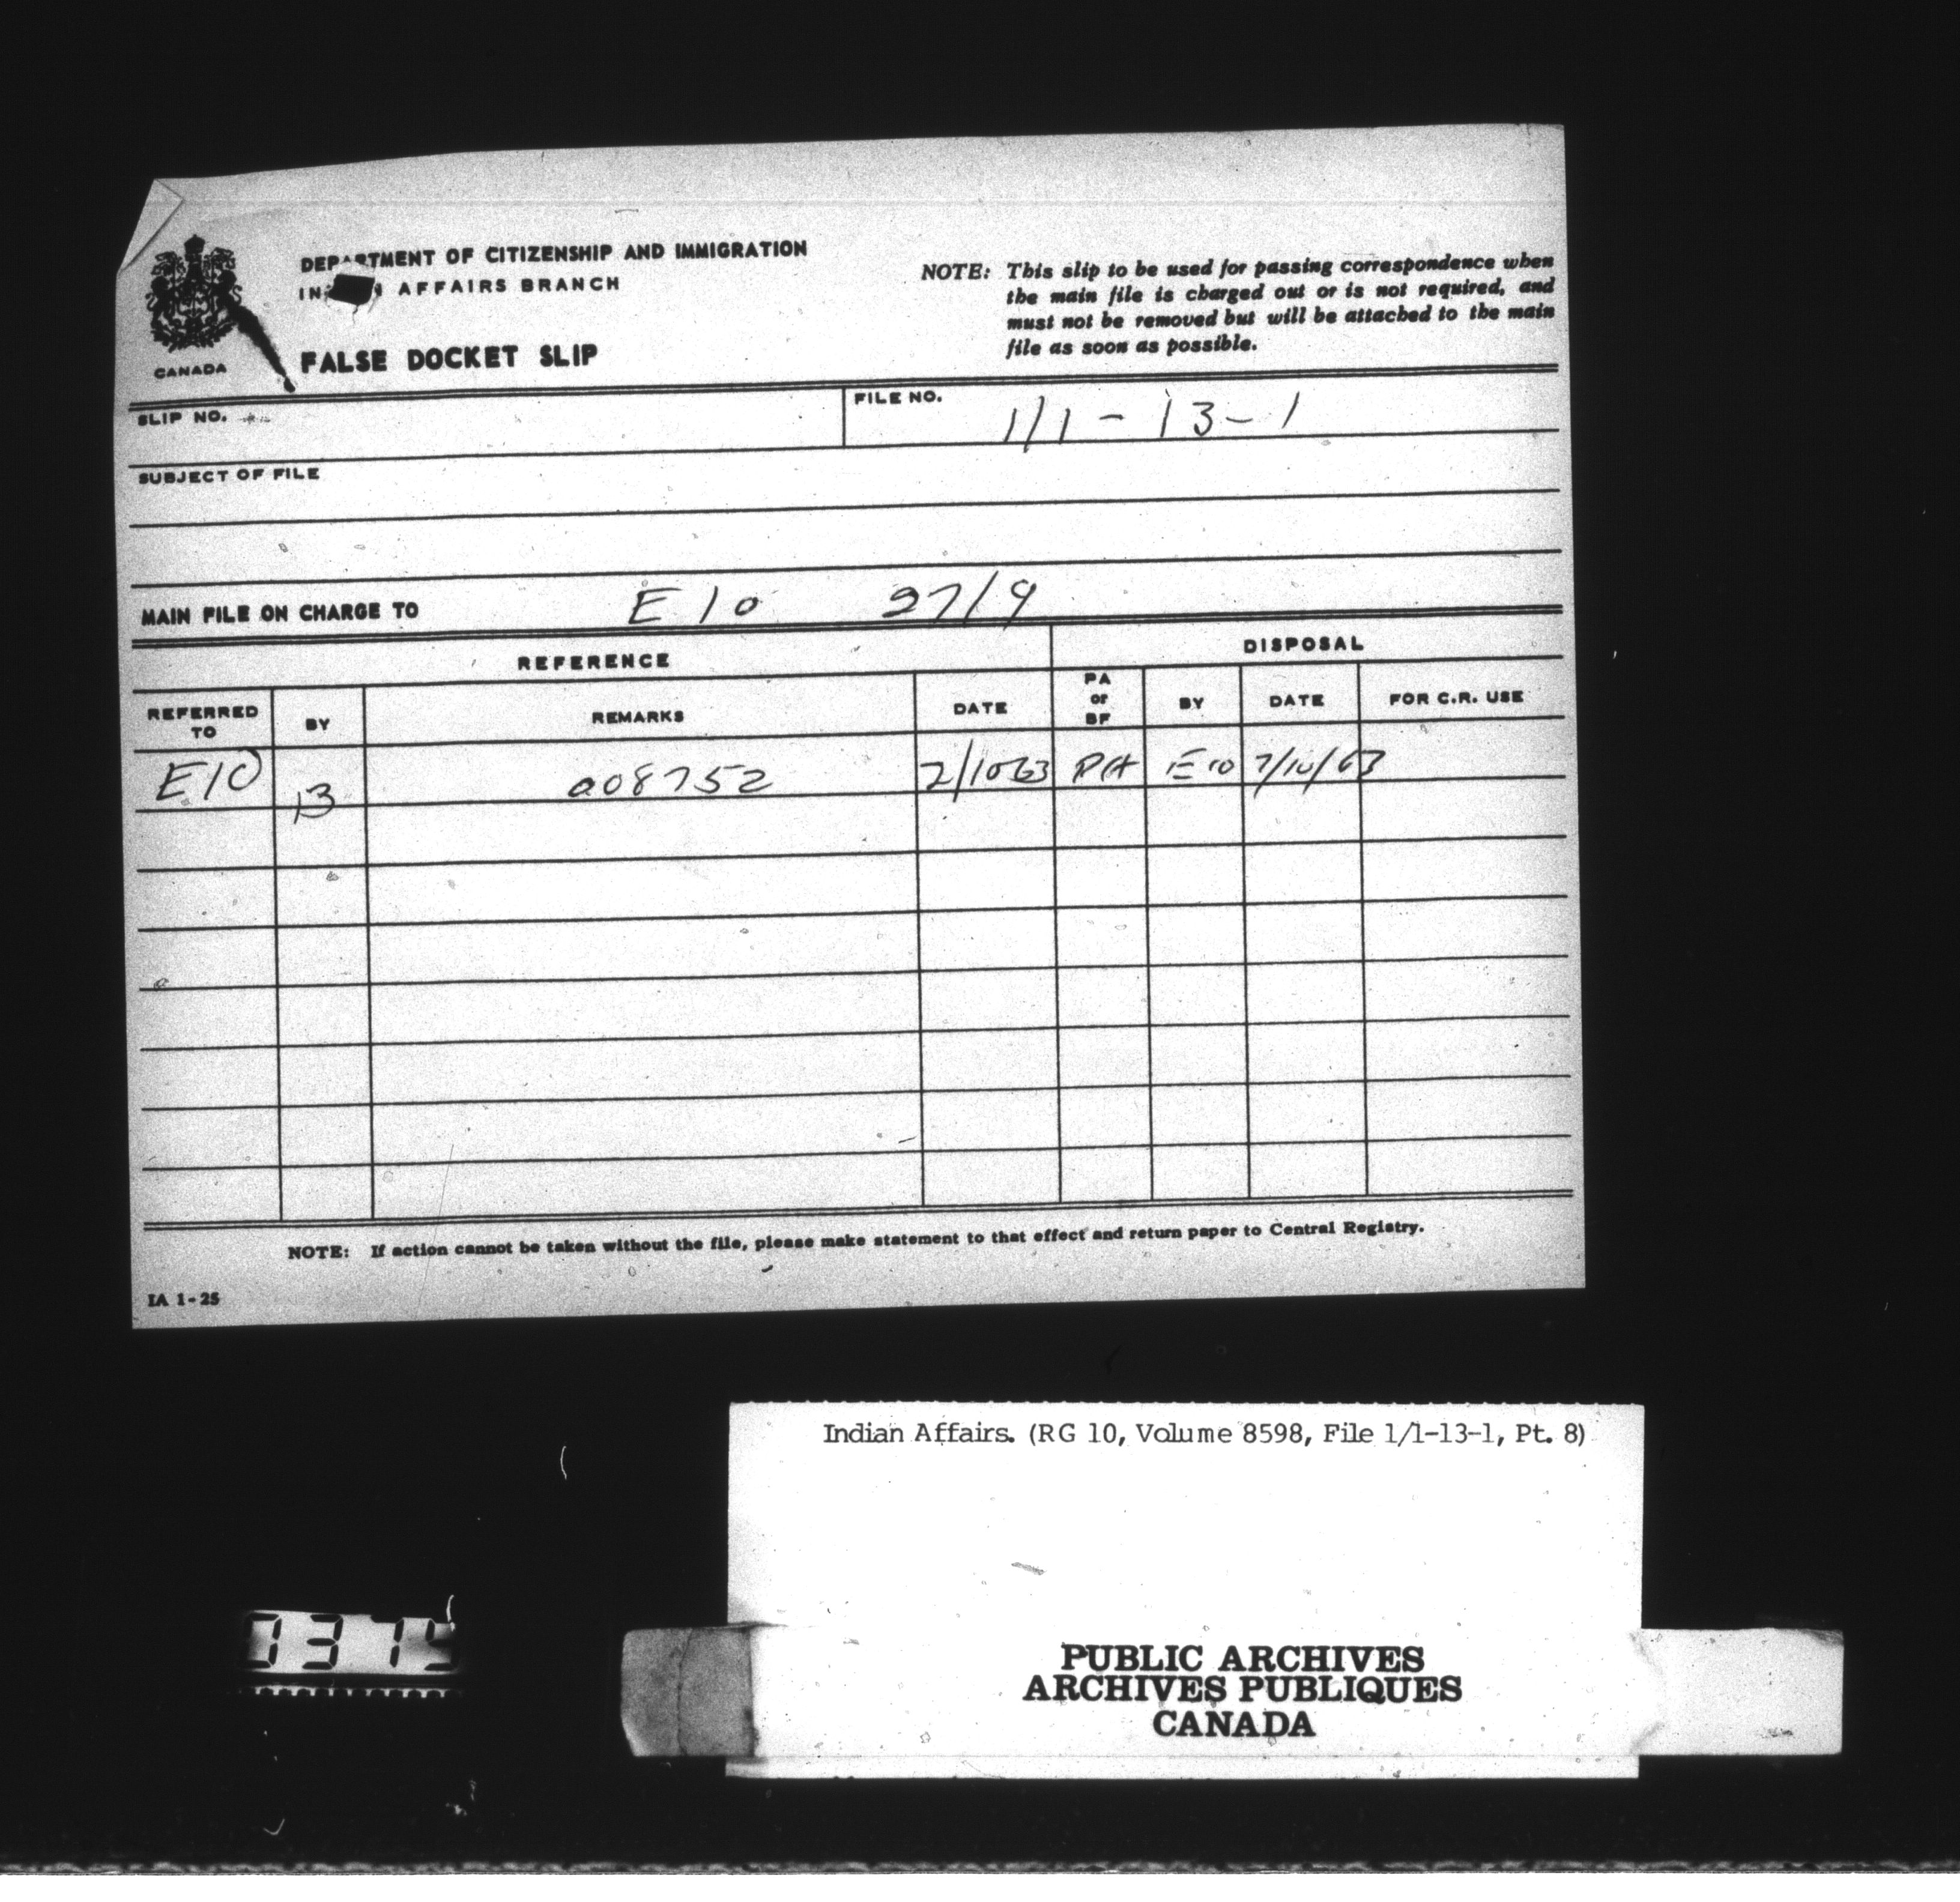 DEPARTMENT OF CITIZENSHIP AND IMMIGRATION
AFFAIRS BRANCH
FALSE DOCKET SLIP
CANADA
NOTE: This slip to be used for passing correspondence when
the main file is charged out or is not required, and
must not be removed but will be attached to the main
file as soon as possible.
SLIP NO.
FILE NO. 1/1-13-1
SUBJECT OF FILE
MAIN FILE ON CHARGE TO E10 27/9
REFERENCE DISPOSAL
REFERRED TO BY REMARKS DATE PA or BF BY DATE FOR C.R. USE
E10 13 a08752 2/10 63 PA E10 7/10/63
NOTE: If action cannot be taken without the file, please make statement to that effect and return paper to Central Registry.
IA 1-25
Indian Affairs. (RG 10, Volume 8598, File 1/1-13-1, Pt. 8)
PUBLIC ARCHIVES
ARCHIVES PUBLIQUES
CANADA